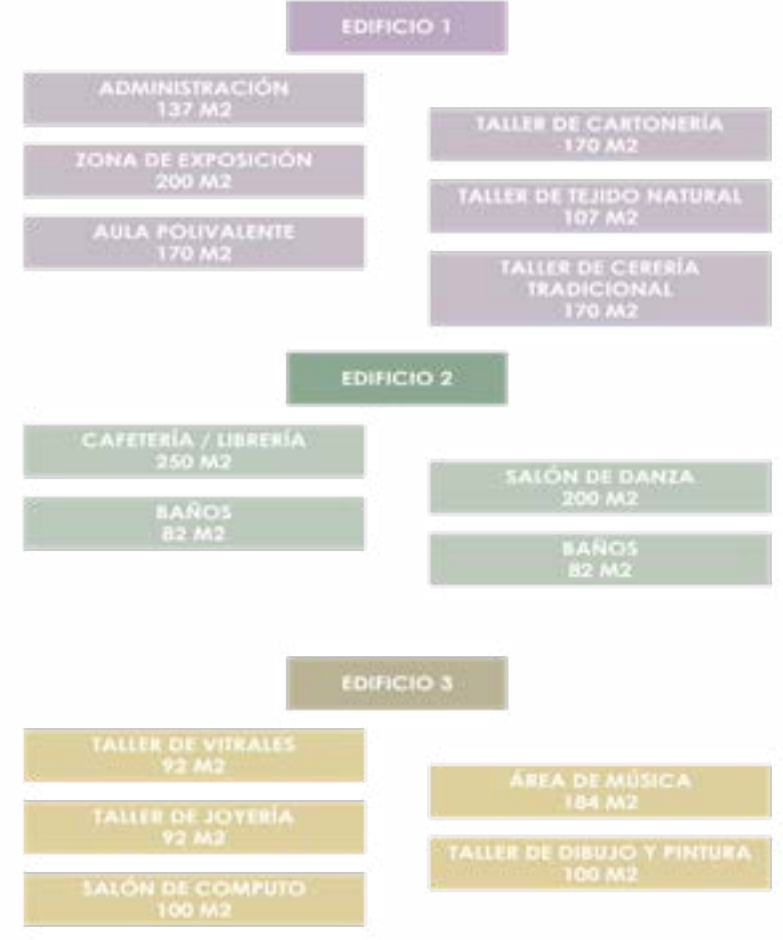 EDIFICIO 1
ADMINISTRACIÓN
137 M2
ZONA DE EXPOSICIÓN
200 M2
AULA POLIVALENTE
170 M2
TALLER DE CARTONERÍA
170 M2
TALLER DE TEJIDO NATURAL
107 M2
TALLER DE CERERÍA
TRADICIONAL
170 M2
EDIFICIO 2
CAFETERÍA / LIBRERÍA
250 M2
BAÑOS
82 M2
SALÓN DE DANZA
200 M2
BAÑOS
82 M2
EDIFICIO 3
TALLER DE VITRALES
92 M2
TALLER DE JOYERÍA
92 M2
SALÓN DE COMPUTO
100 M2
ÁREA DE MÚSICA
184 M2
TALLER DE DIBUJO Y PINTURA
100 M2